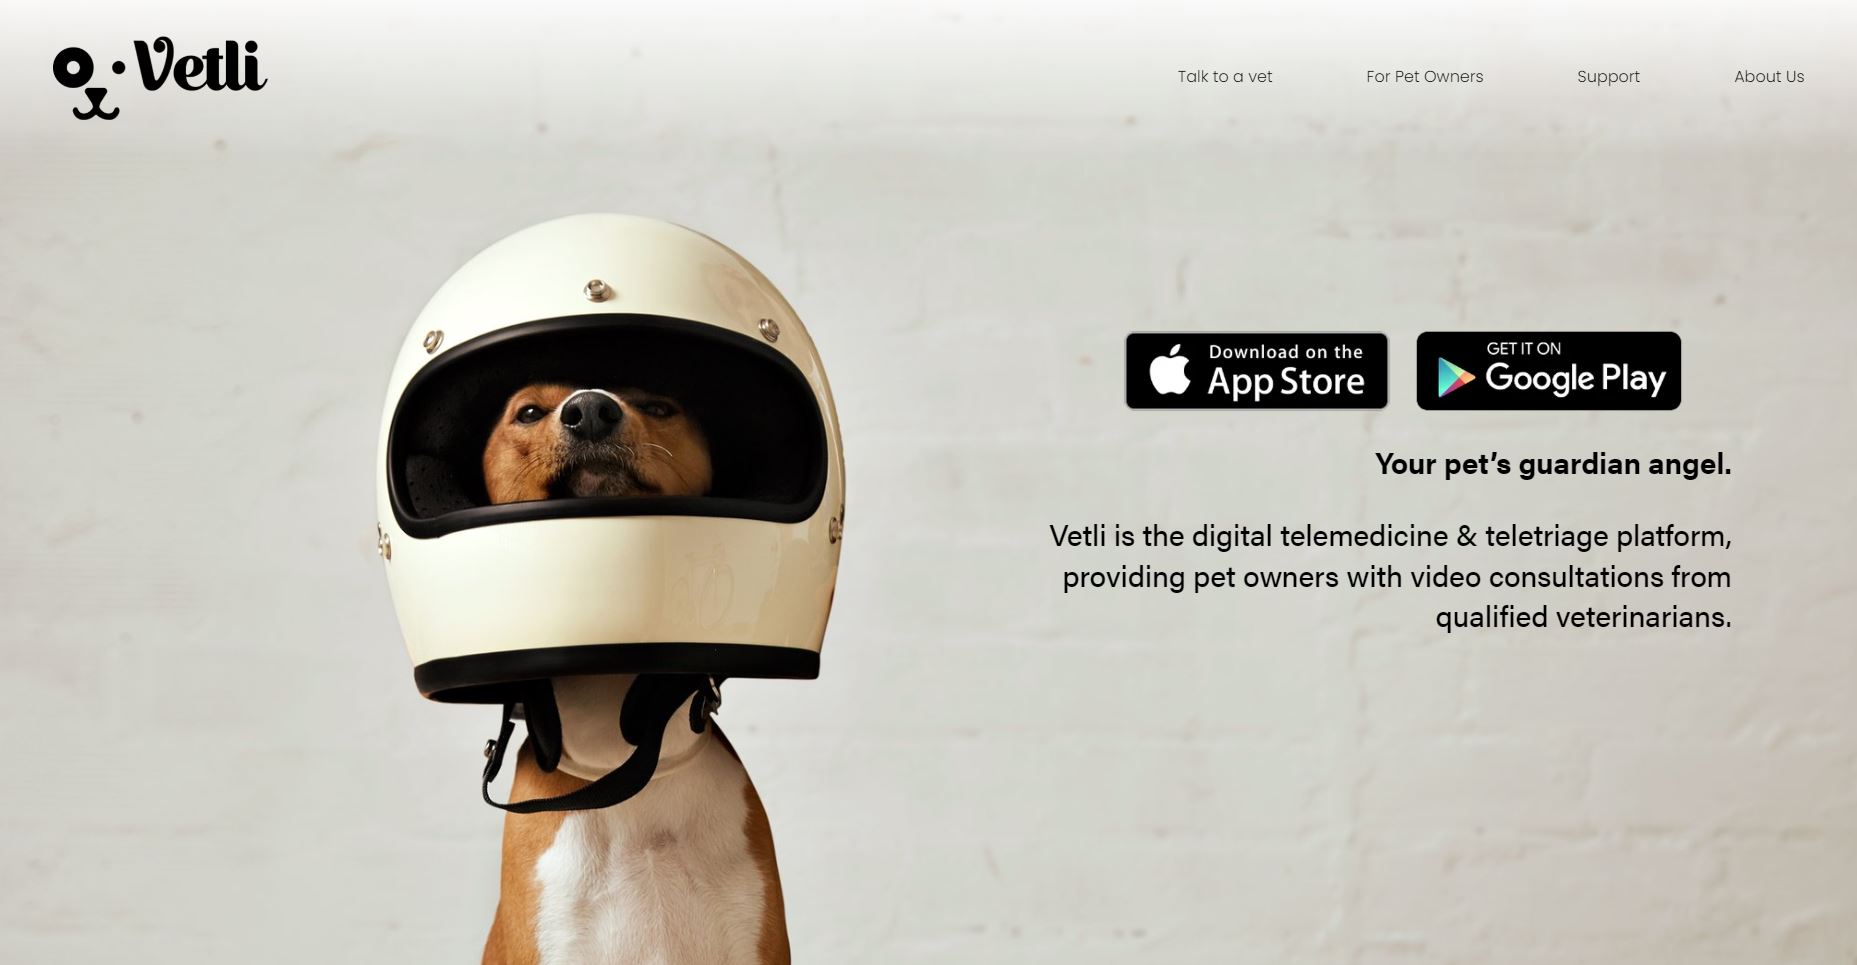 Vetli
Talk to a vet
For Pet Owners
Support
About Us
Download on the
App Store
GET IT ON
Google Play
Your pet’s guardian angel.
Vetli is the digital telemedicine & teletriage platform,
providing pet owners with video consultations from
qualified veterinarians.